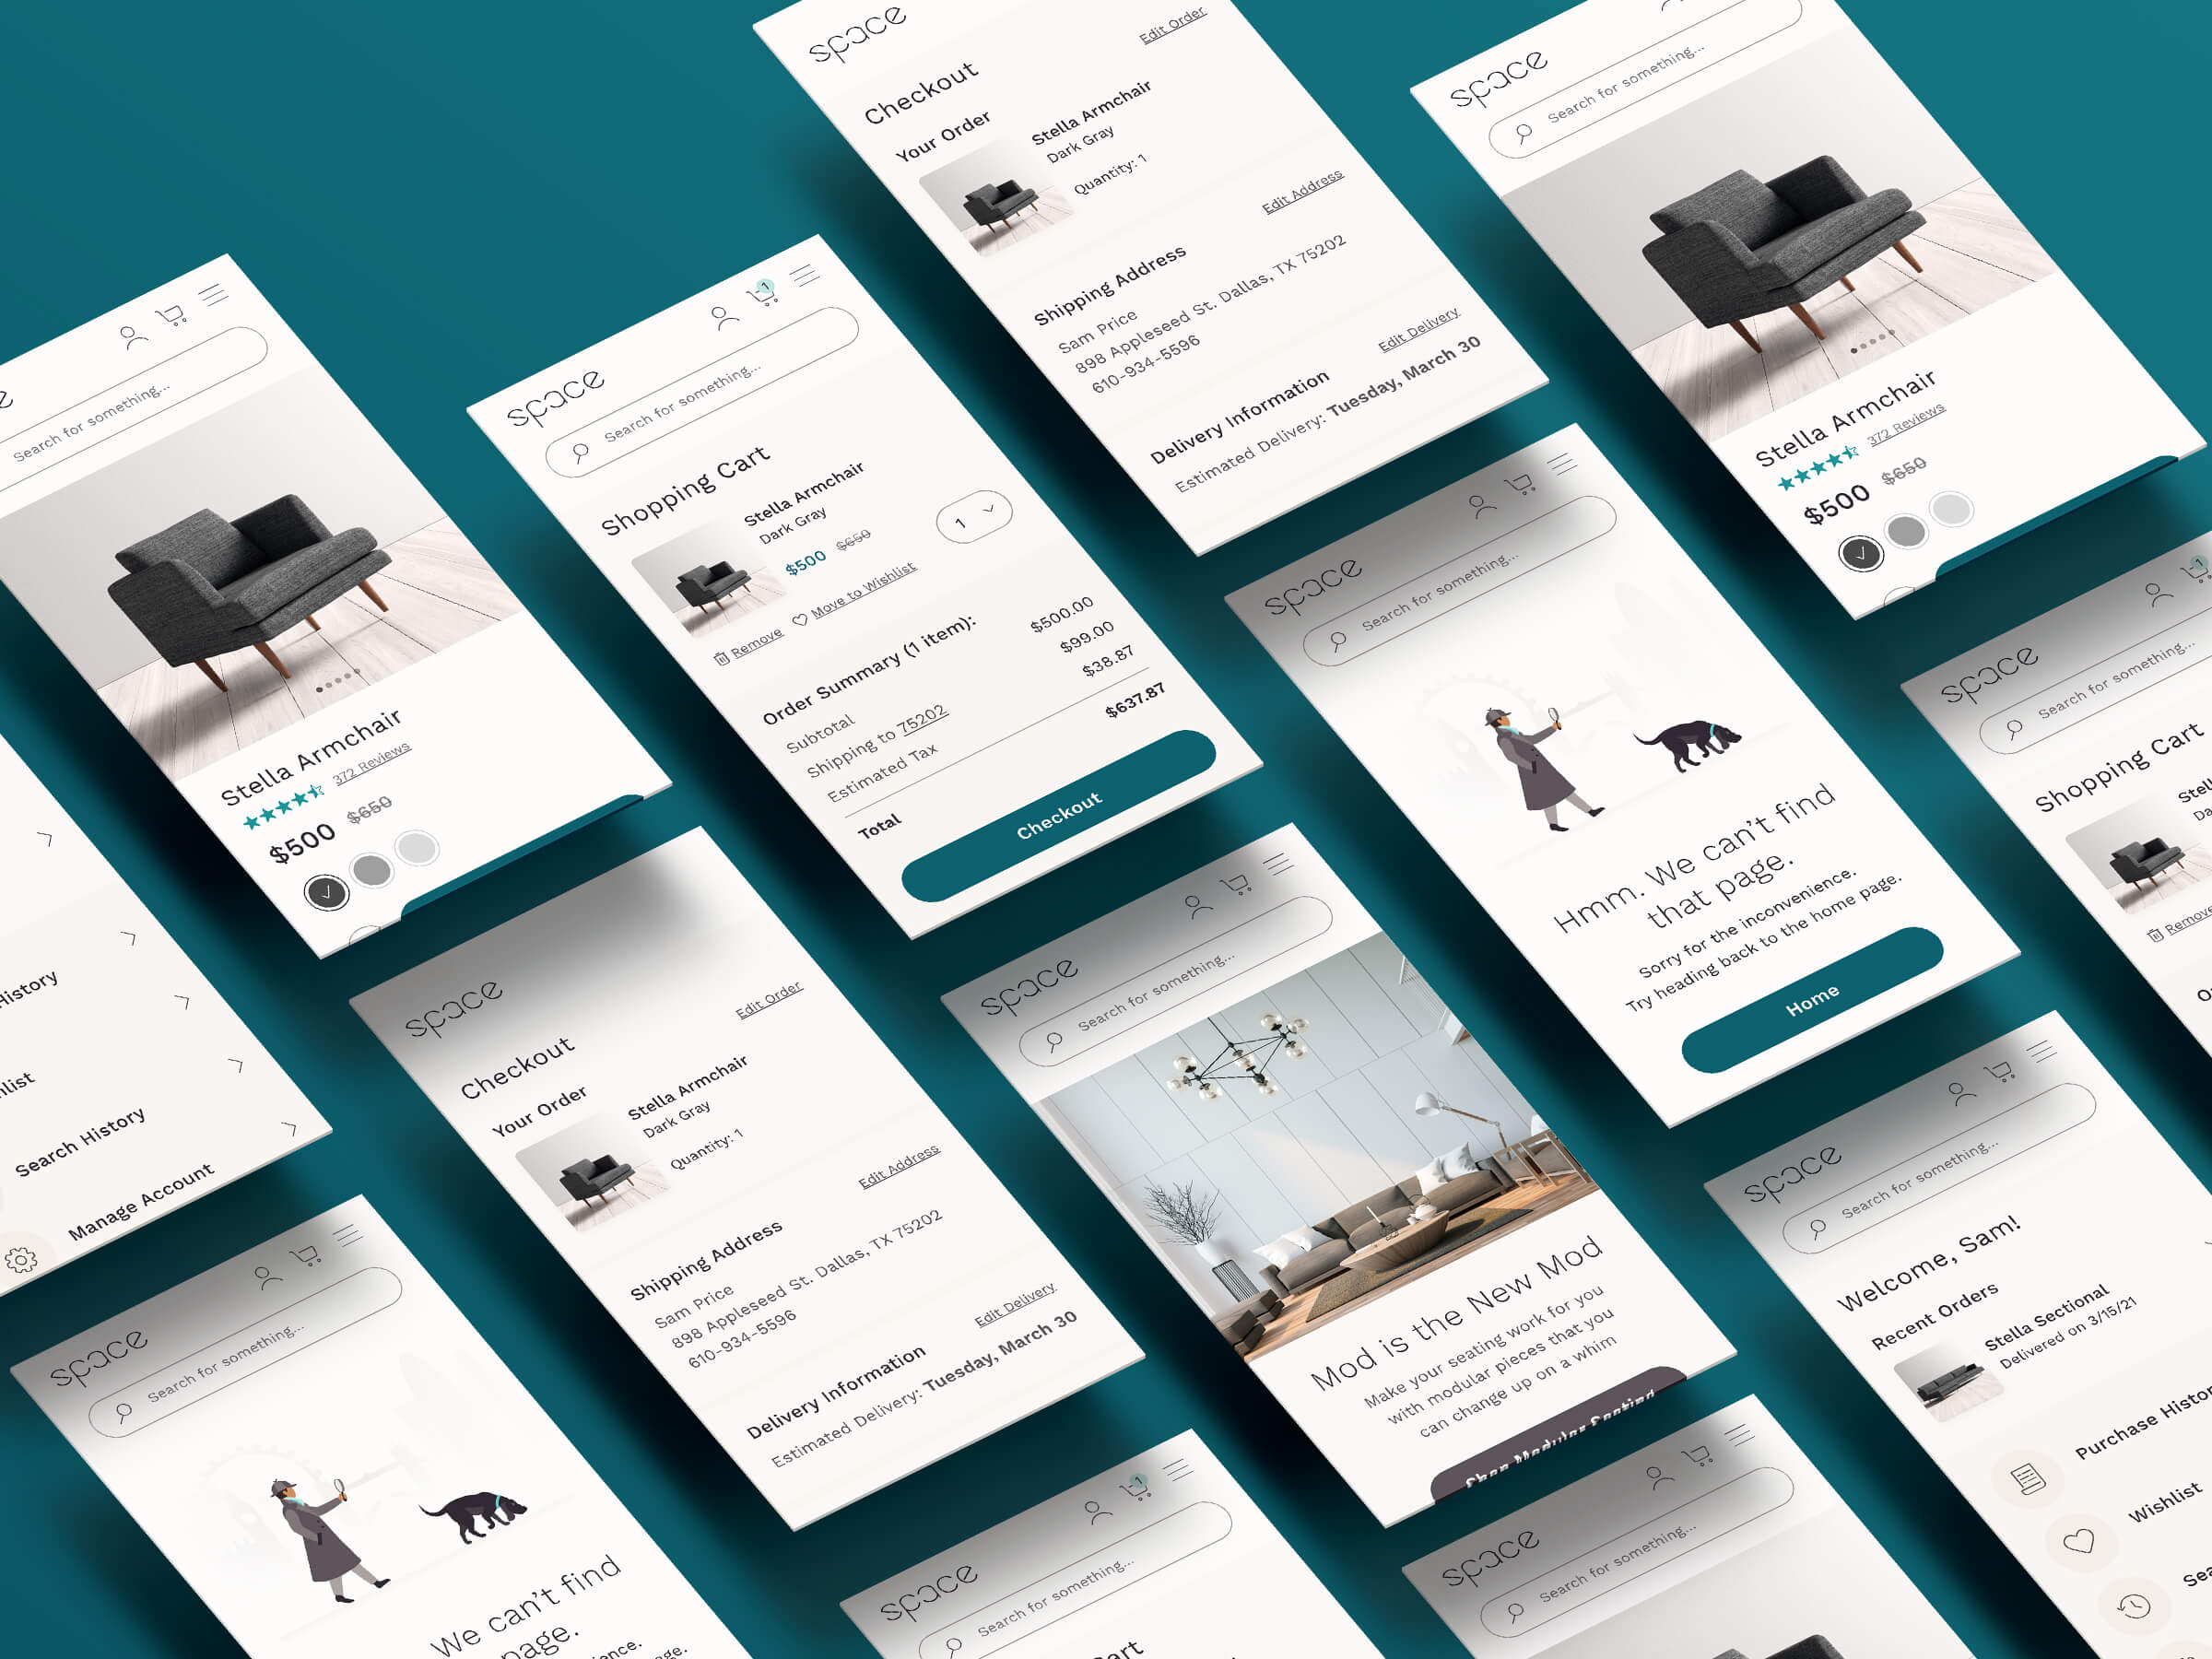 Search for something...
Stella Armchair
372 Reviews
$500 $650
space
Search for something...
Shopping Cart
Stella Armchair
Dark Gray
$500 $650
1
1
Remove
Move to Wishlist
Order Summary (1 item):
Subtotal $500.00
Shipping to 75202 $99.00
Estimated Tax $38.87
Total $637.87
Checkout
space
Checkout
Edit Order
Your Order
Stella Armchair
Dark Gray
Quantity: 1
Edit Address
Shipping Address
Sam Price
898 Appleseed St. Dallas, TX 75202
610-934-5596
Edit Delivery
Delivery Information
Estimated Delivery: Tuesday, March 30
space
Search for something...
Stella Armchair
372 Reviews
$500 $650
History
Search History
Manage Account
space
Checkout
Edit Order
Your Order
Stella Armchair
Dark Gray
Quantity: 1
Edit Address
Shipping Address
Sam Price
898 Appleseed St. Dallas, TX 75202
610-934-5596
Edit Delivery
Delivery Information
Estimated Delivery: Tuesday, March 30
space
Search for something...
Mod is the New Mod
Make your seating work for you
with modular pieces that you
can change up on a whim
Shop Modular Seating
space
Search for something...
Hmm. We can't find
that page.
Sorry for the inconvenience.
Try heading back to the home page.
Home
space
Search for something...
1
Shopping Cart
Remove
space
Search for something...
We can't find
page.
space
Search for something...
1
space
Search for something...
space
Search for something...
Welcome, Sam!
Recent Orders
Stella Sectional
Delivered on 3/15/21
Purchase
Wishlist